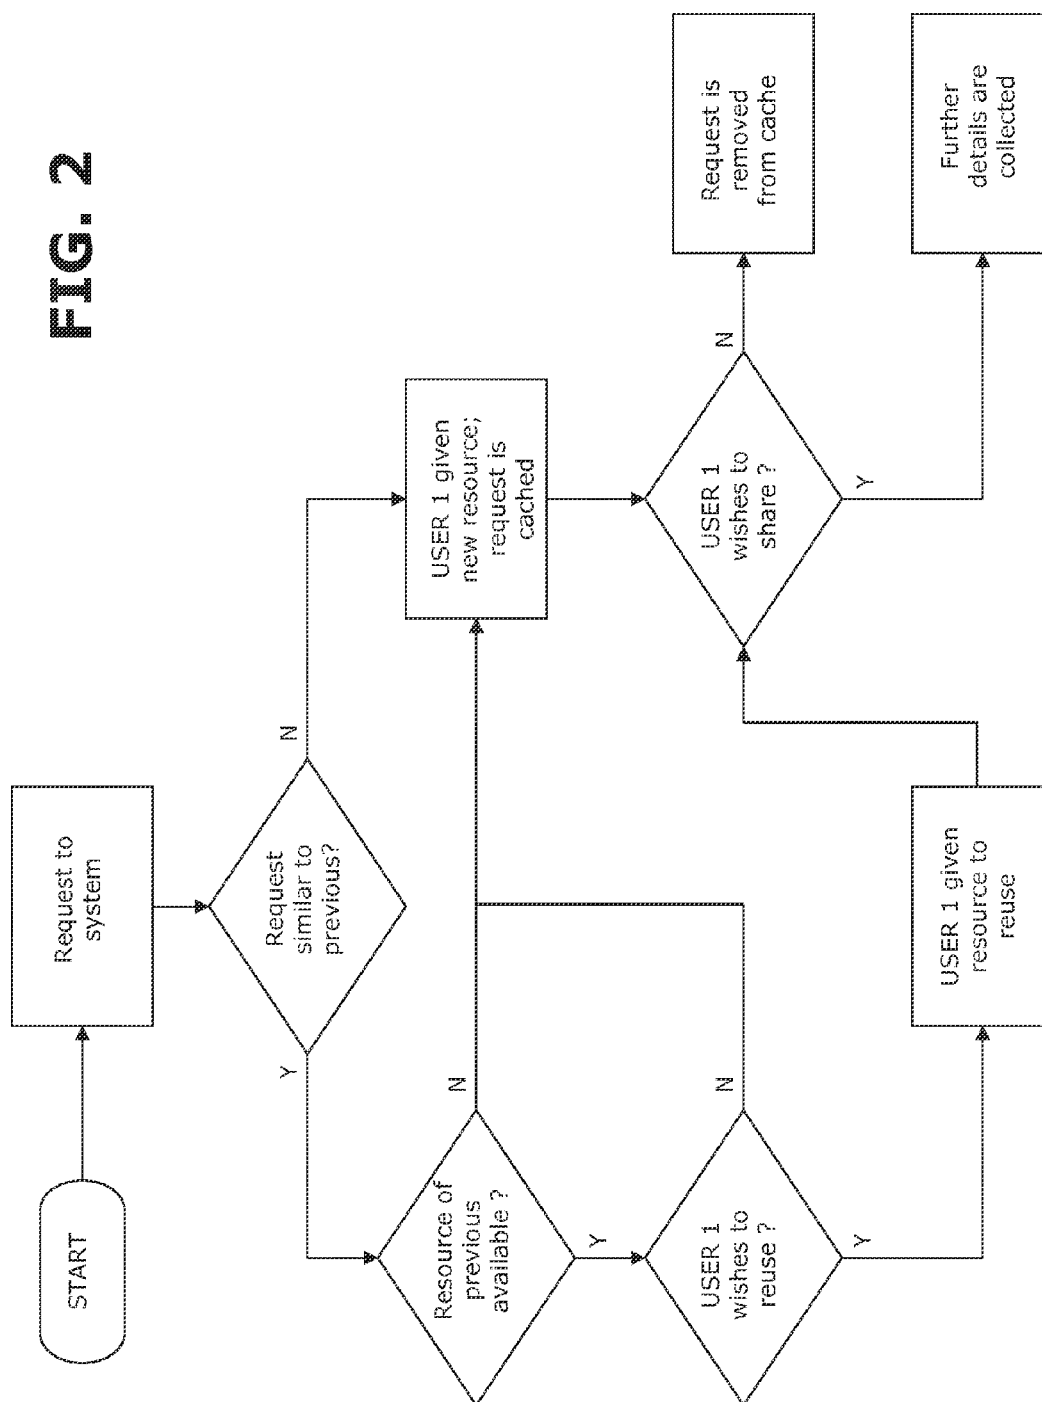 FIG. 2
START
Request to
system
Request
similar to
previous?
Y
N
Resource of
previous
available ?
N
Y
USER 1 given
new resource;
request is
cached
USER 1
wishes to
reuse ?
N
Y
USER 1
wishes to
share ?
N
Y
Request is
removed
from cache
USER 1 given
resource to
reuse
Further
details are
collected